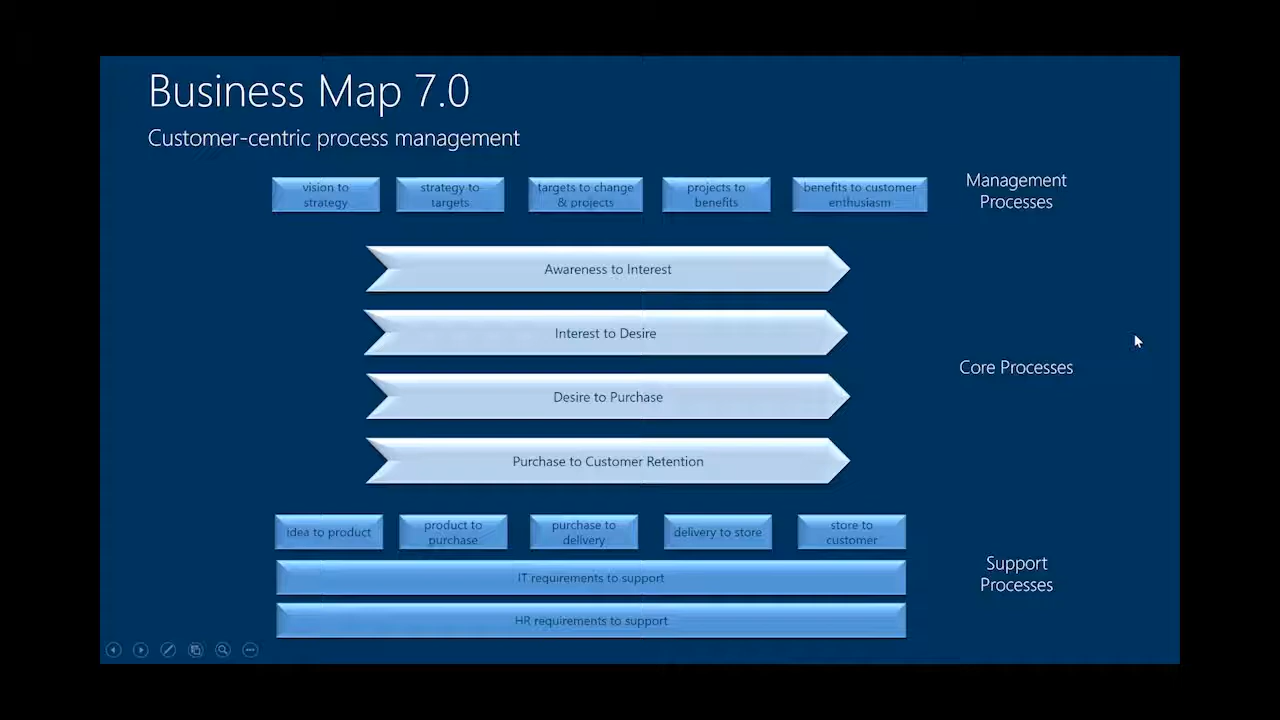 Business Map 7.0
Customer-centric process management
vision to
strategy
strategy to
targets
targets to change
& projects
projects to
benefits
benefits to customer
enthusiasm
Management
Processes
Awareness to Interest
Interest to Desire
Desire to Purchase
Purchase to Customer Retention
Core Processes
idea to product
product to
purchase
purchase to
delivery
delivery to store
store to
customer
IT requirements to support
HR requirements to support
Support
Processes